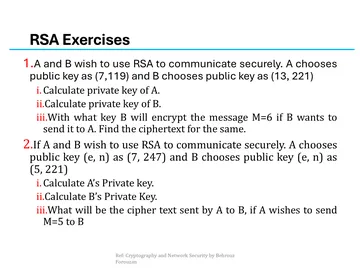 RSA Exercises
1.A and B wish to use RSA to communicate securely. A chooses
public key as (7,119) and B chooses public key as (13, 221)
i. Calculate private key of A.
ii.Calculate private key of B.
iii.With what key B will encrypt the message M=6 if B wants to
send it to A. Find the ciphertext for the same.
2.If A and B wish to use RSA to communicate securely. A chooses
public key (e, n) as (7, 247) and B chooses public key (e, n) as
(5, 221)
i. Calculate A's Private key.
ii.Calculate B's Private Key.
iii.What will be the cipher text sent by A to B, if A wishes to send
M=5 to B
Ref: Cryptography and Network Security by Behrouz
Forouzan